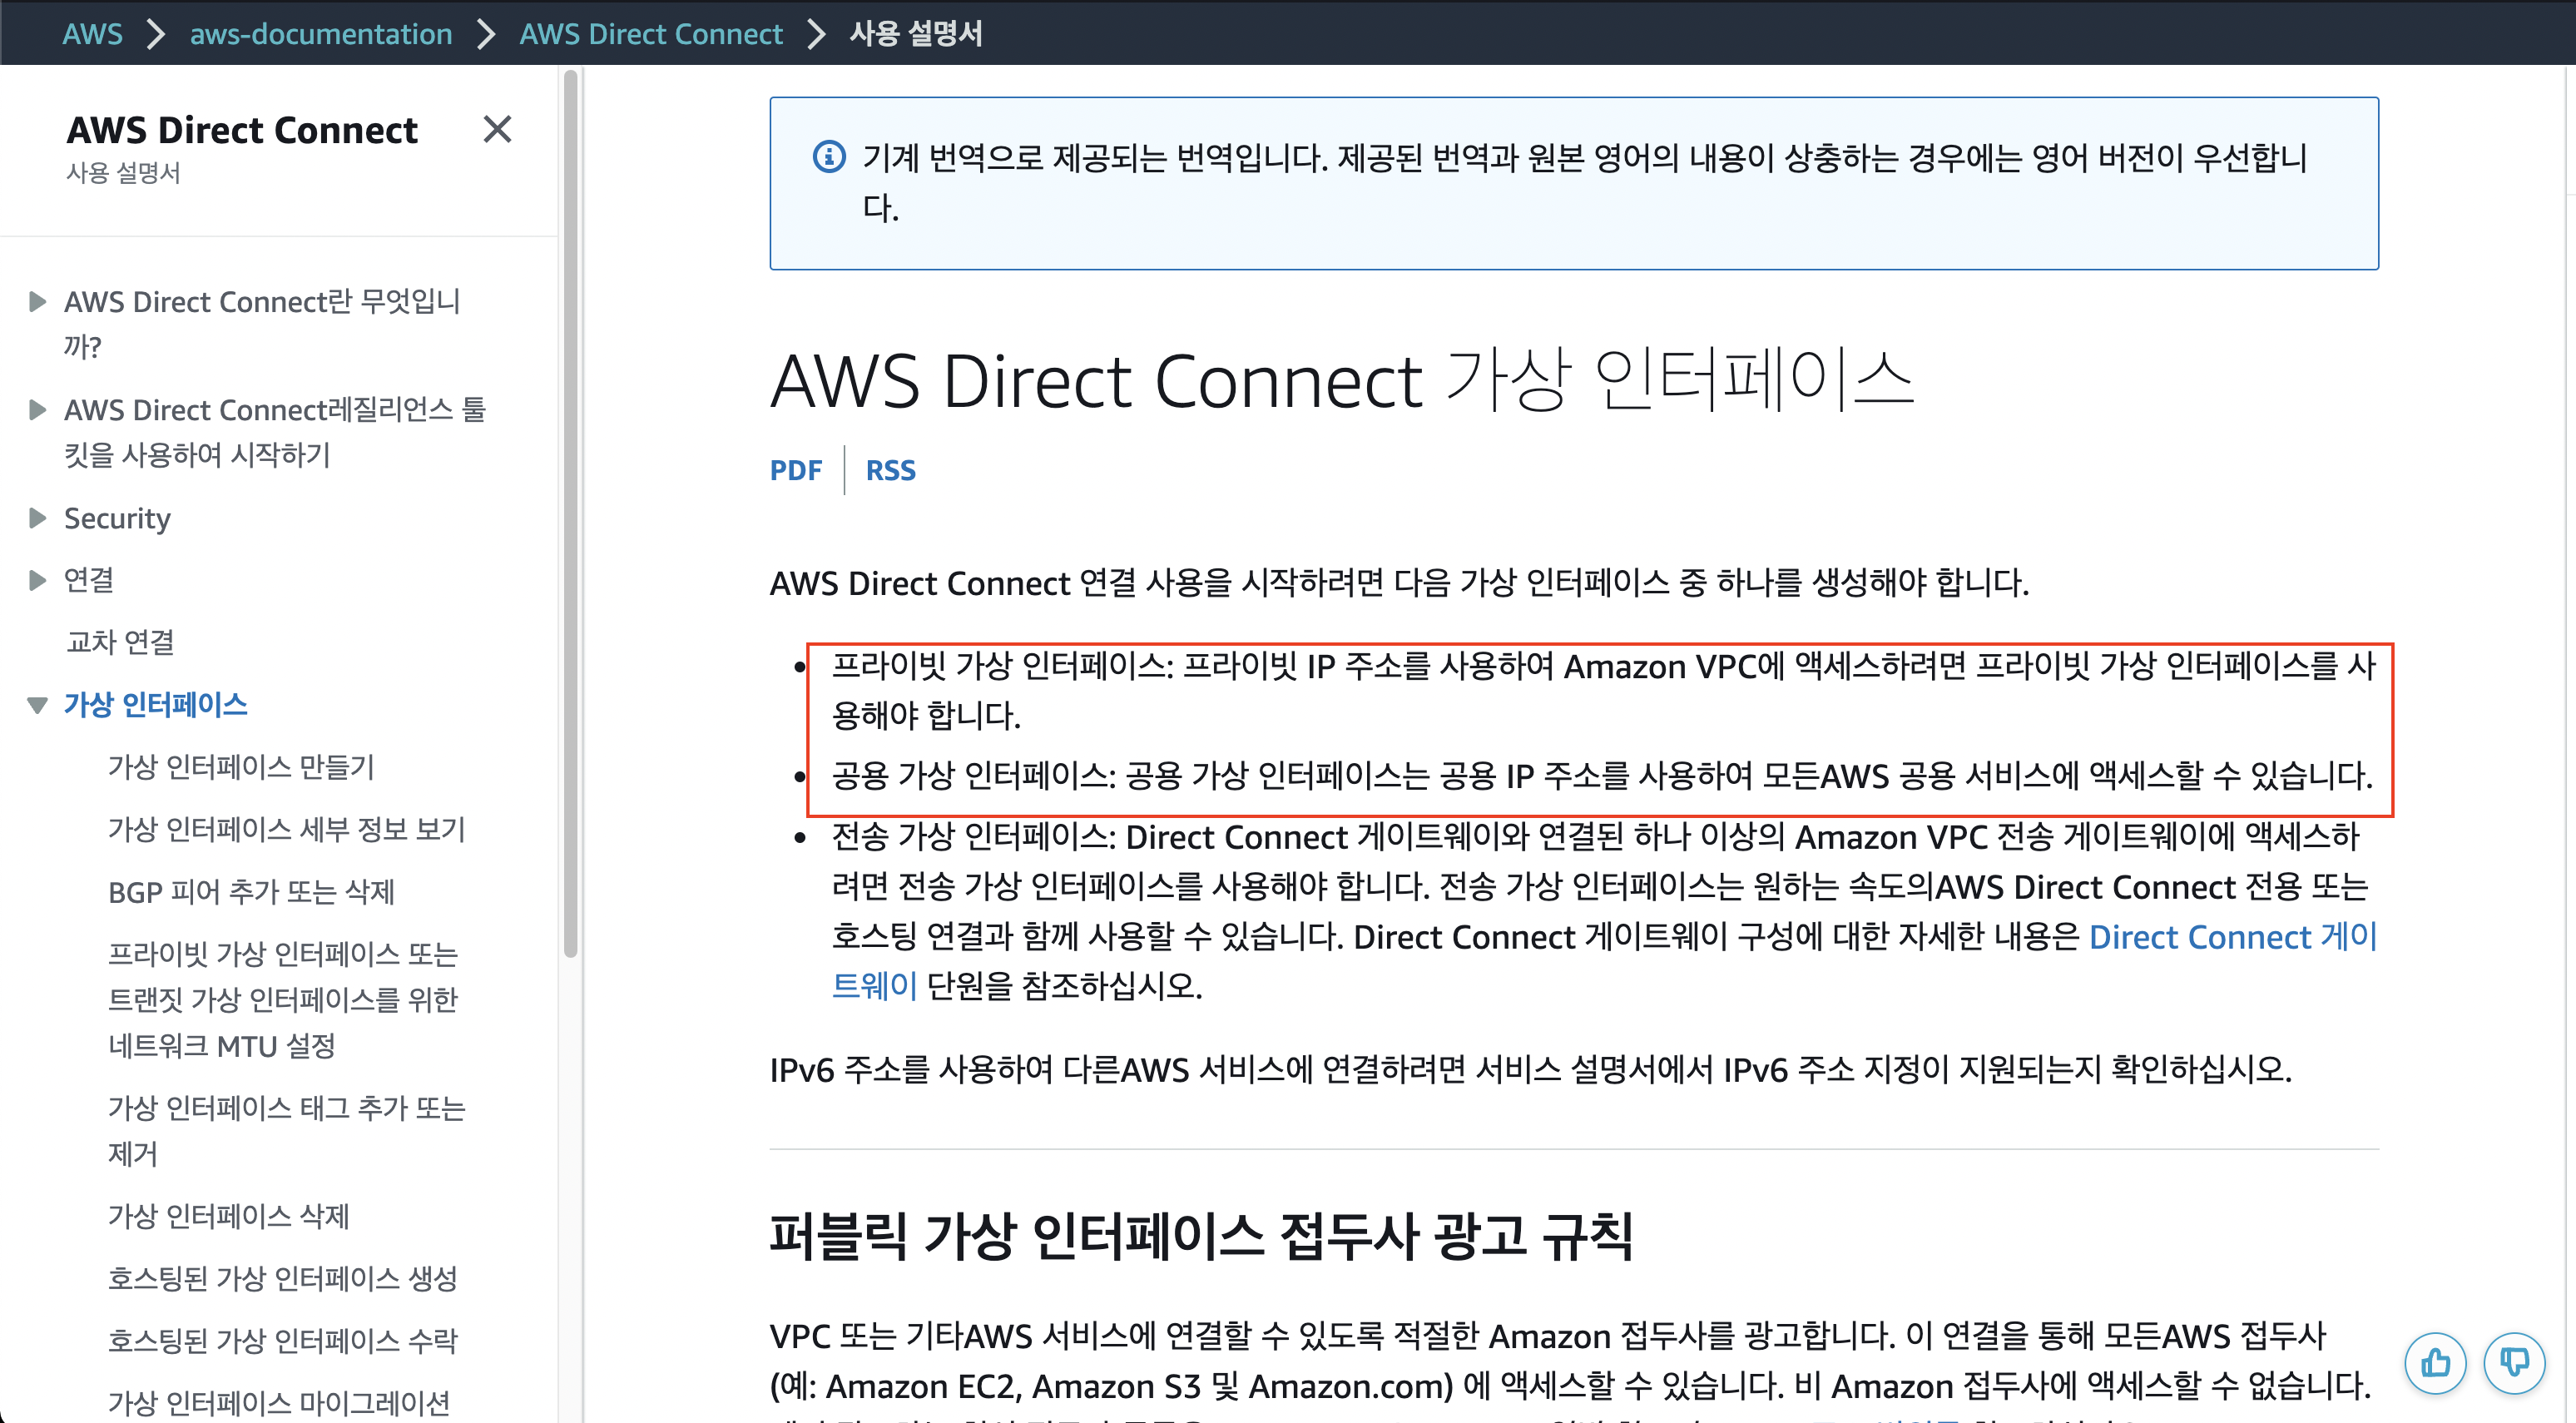 AWS > aws-documentation > AWS Direct Connect > 사용 설명서
AWS Direct Connect
사용 설명서
AWS Direct Connect란 무엇입니
까?
AWS Direct Connect레질리언스 툴
킷을 사용하여 시작하기
Security
연결
교차 연결
가상 인터페이스
가상 인터페이스 만들기
가상 인터페이스 세부 정보 보기
BGP 피어 추가 또는 삭제
프라이빗 가상 인터페이스 또는
트랜짓 가상 인터페이스를 위한
네트워크 MTU 설정
가상 인터페이스 태그 추가 또는
제거
가상 인터페이스 삭제
호스팅된 가상 인터페이스 생성
호스팅된 가상 인터페이스 수락
가상 인터페이스 마이그레이션
기계 번역으로 제공되는 번역입니다. 제공된 번역과 원본 영어의 내용이 상충하는 경우에는 영어 버전이 우선합니
다.
AWS Direct Connect 가상 인터페이스
PDF | RSS
AWS Direct Connect 연결 사용을 시작하려면 다음 가상 인터페이스 중 하나를 생성해야 합니다.
• 프라이빗 가상 인터페이스: 프라이빗 IP 주소를 사용하여 Amazon VPC에 액세스하려면 프라이빗 가상 인터페이스를 사
용해야 합니다.
• 공용 가상 인터페이스: 공용 가상 인터페이스는 공용 IP 주소를 사용하여 모든AWS 공용 서비스에 액세스할 수 있습니다.
• 전송 가상 인터페이스: Direct Connect 게이트웨이와 연결된 하나 이상의 Amazon VPC 전송 게이트웨이에 액세스하
려면 전송 가상 인터페이스를 사용해야 합니다. 전송 가상 인터페이스는 원하는 속도의AWS Direct Connect 전용 또는
호스팅 연결과 함께 사용할 수 있습니다. Direct Connect 게이트웨이 구성에 대한 자세한 내용은 Direct Connect 게이
트웨이 단원을 참조하십시오.
IPv6 주소를 사용하여 다른AWS 서비스에 연결하려면 서비스 설명서에서 IPv6 주소 지정이 지원되는지 확인하십시오.
퍼블릭 가상 인터페이스 접두사 광고 규칙
VPC 또는 기타AWS 서비스에 연결할 수 있도록 적절한 Amazon 접두사를 광고합니다. 이 연결을 통해 모든AWS 접두사
(예: Amazon EC2, Amazon S3 및 Amazon.com) 에 액세스할 수 있습니다. 비 Amazon 접두사에 액세스할 수 없습니다.